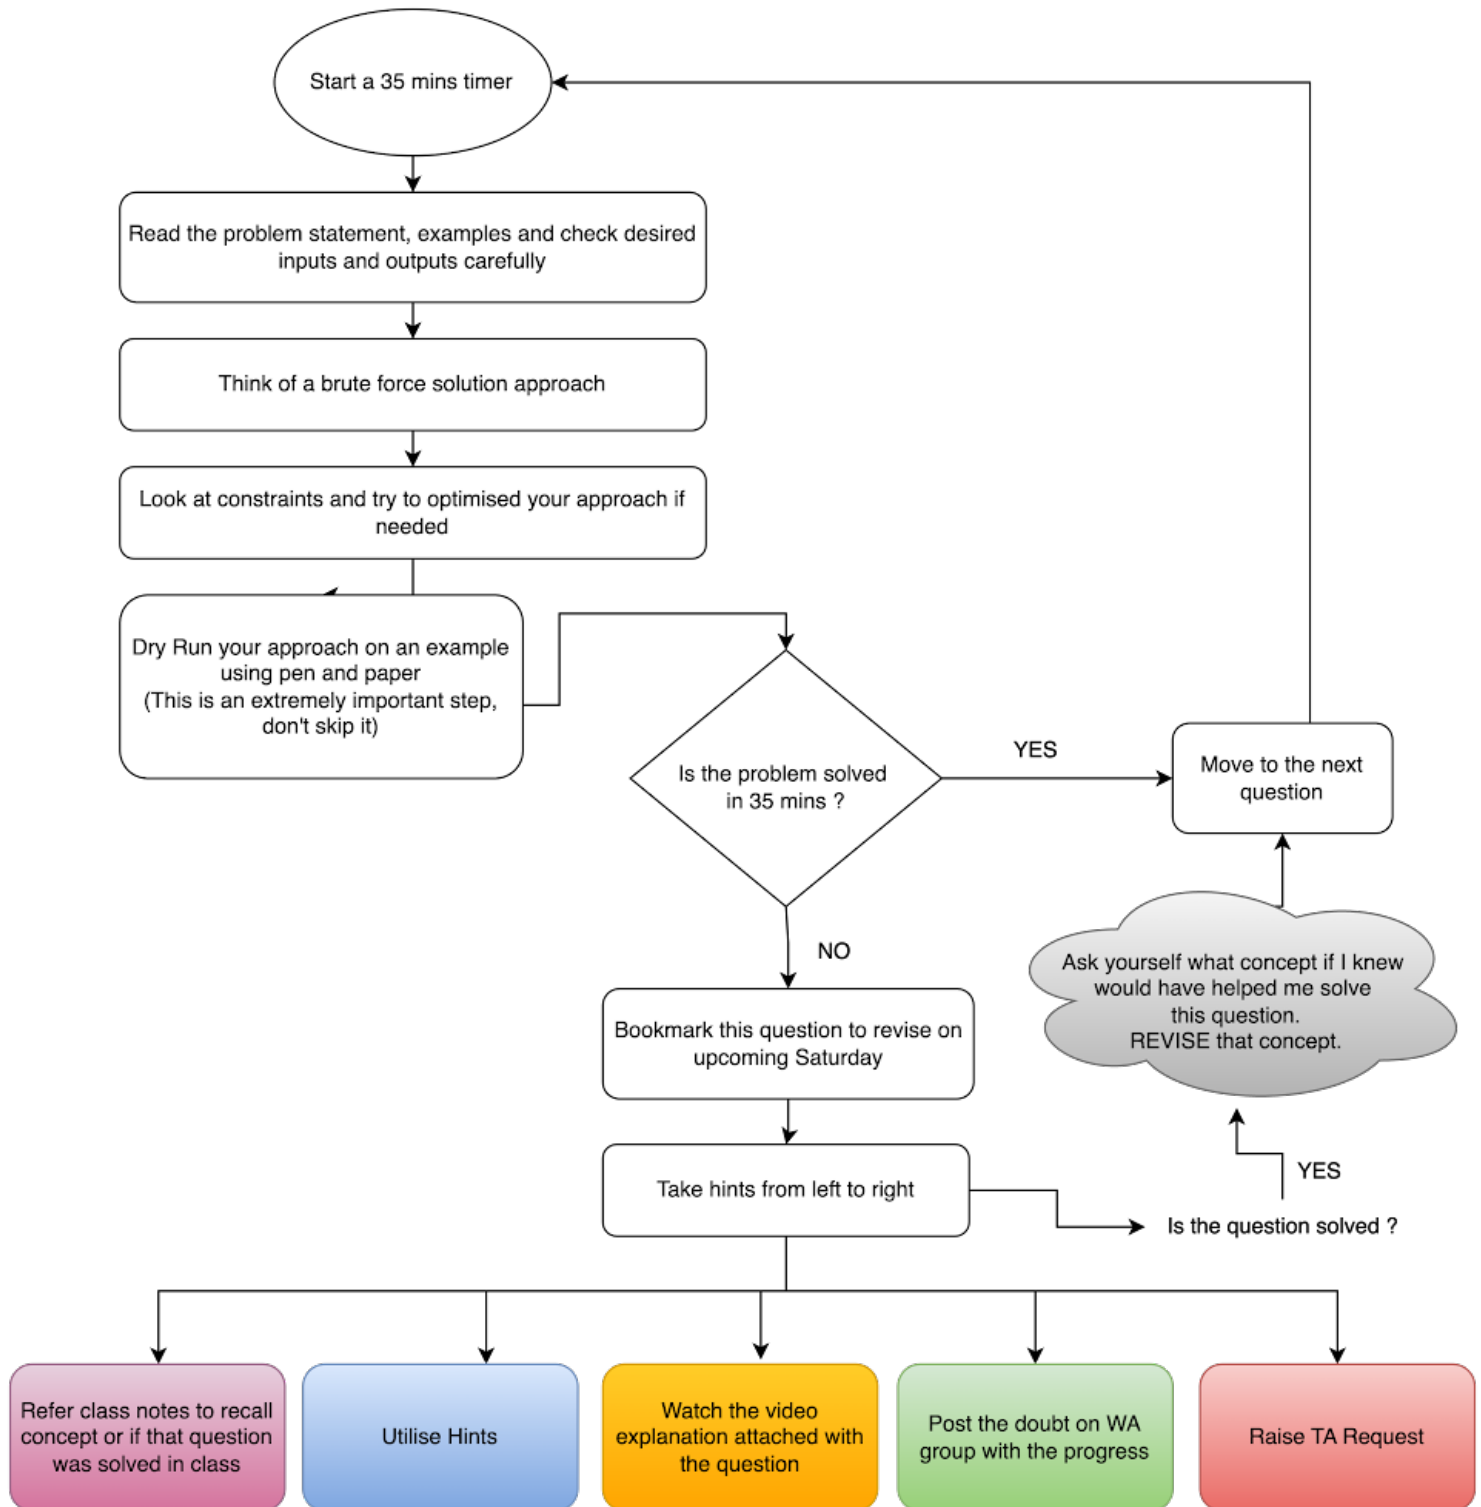 Start a 35 mins timer
Read the problem statement, examples and check desired
inputs and outputs carefully
Think of a brute force solution approach
Look at constraints and try to optimised your approach if
needed
Dry Run your approach on an example
using pen and paper
(This is an extremely important step,
don't skip it)
Is the problem solved
in 35 mins ?
YES
Move to the next
question
NO
Ask yourself what concept if I knew
would have helped me solve
this question.
REVISE that concept.
Bookmark this question to revise on
upcoming Saturday
Take hints from left to right
YES
Is the question solved ?
Refer class notes to recall
concept or if that question
was solved in class
Utilise Hints
Watch the video
explanation attached with
the question
Post the doubt on WA
group with the progress
Raise TA Request